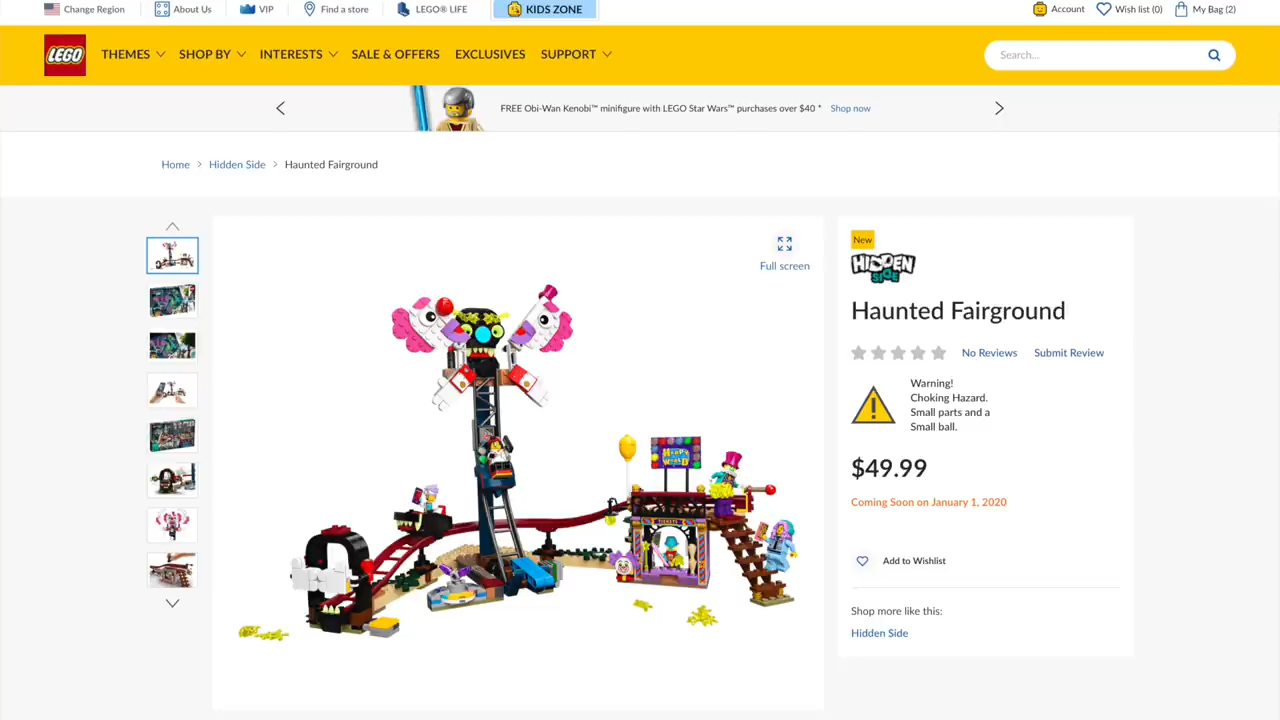 Change Region
About Us
VIP
Find a store
LEGO® LIFE
KIDS ZONE
Account
Wish list (0)
My Bag (2)
LEGO
THEMES
SHOP BY
INTERESTS
SALE & OFFERS
EXCLUSIVES
SUPPORT
Search...
FREE Obi-Wan Kenobi™ minifigure with LEGO Star Wars™ purchases over $40 * Shop now
Home > Hidden Side > Haunted Fairground
Full screen
New
HIDDEN
SIDE
Haunted Fairground
No Reviews
Submit Review
Warning!
Choking Hazard.
Small parts and a
Small ball.
$49.99
Coming Soon on January 1, 2020
Add to Wishlist
Shop more like this:
Hidden Side
TICKETS